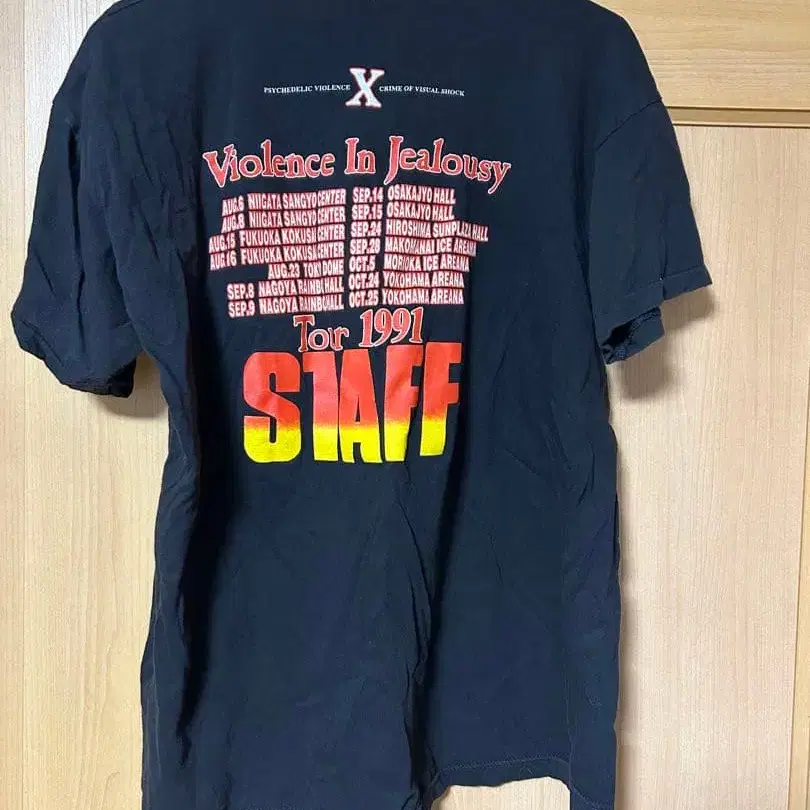 PSYCHEDELIC VIOLENCE X CRIME OF VISUAL SHOCK
Violence In Jealousy
AUG.6 NIIGATA SANGYO CENTER SEP.14 OSAKAJYO HALL
AUG.8 NIIGATA SANGYO CENTER SEP.15 OSAKAJYO HALL
AUG.15 FUKUOKA KOKUSAI CENTER SEP.24 HIROSHIMA SUNPLAZA HALL
AUG.16 FUKUOKA KOKUSAI CENTER SEP.28 MAKOMANAI ICE AREANA
AUG.23 TOKYO DOME OCT.5 MORIOKA ICE AREANA
SEP.8 NAGOYA RAINBOW HALL OCT.24 YOKOHAMA AREANA
SEP.9 NAGOYA RAINBOW HALL OCT.25 YOKOHAMA AREANA
Tour 1991
STAFF